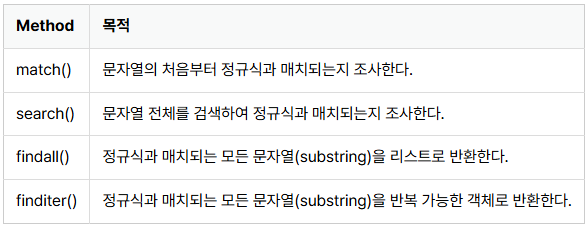 Method 목적
match() 문자열의 처음부터 정규식과 매치되는지 조사한다.
search() 문자열 전체를 검색하여 정규식과 매치되는지 조사한다.
findall() 정규식과 매치되는 모든 문자열(substring)을 리스트로 반환한다.
finditer() 정규식과 매치되는 모든 문자열(substring)을 반복 가능한 객체로 반환한다.